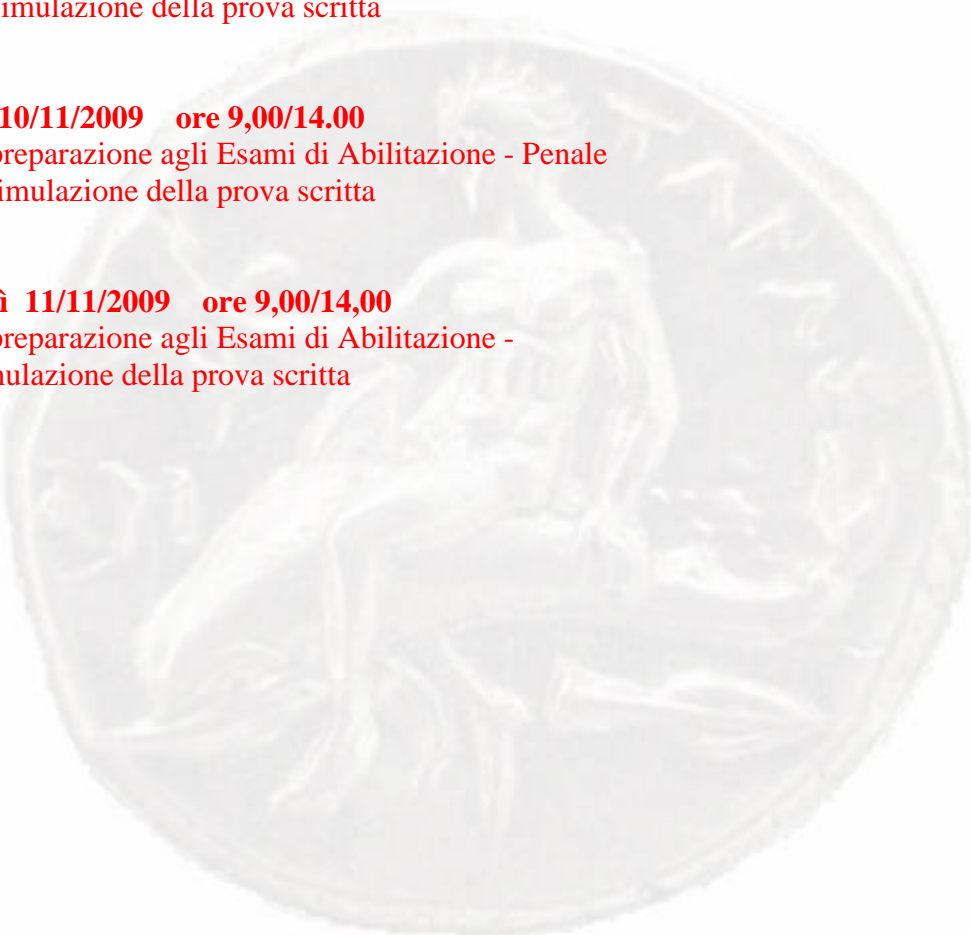 imulazione della prova scritta
10/11/2009 ore 9,00/14.00
preparazione agli Esami di Abilitazione - Penale
imulazione della prova scritta
ì 11/11/2009 ore 9,00/14,00
preparazione agli Esami di Abilitazione -
mulazione della prova scritta